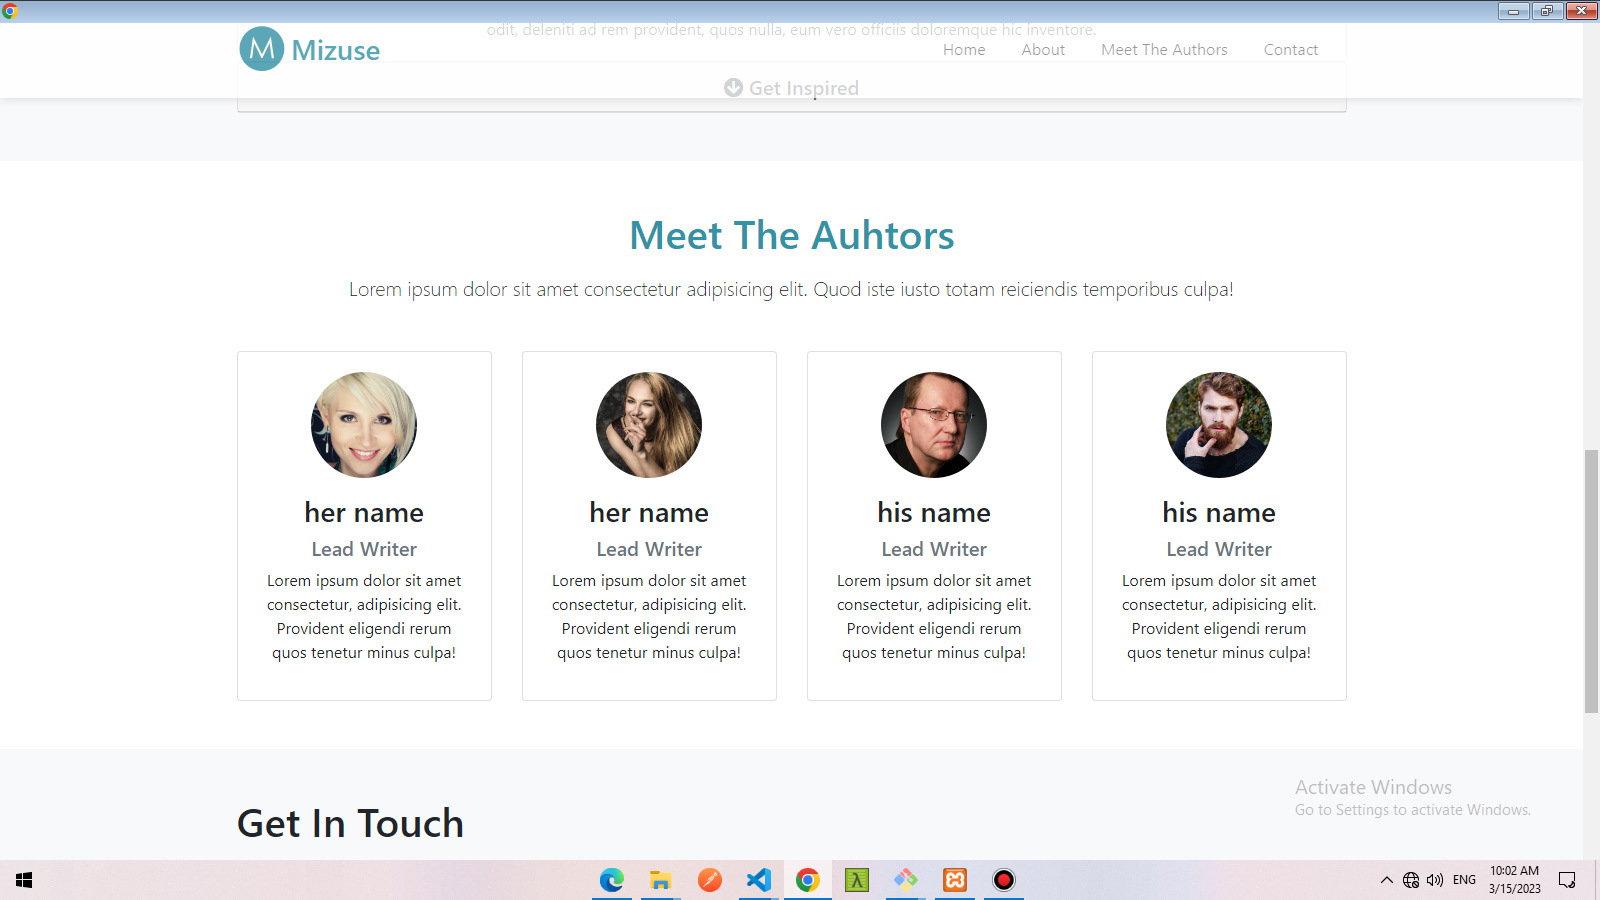 odit, deleniti ad rem provident, quos nulla, eum vero officiis doloremque hic inventore.
M Mizuse
Home About Meet The Authors Contact
Get Inspired
Meet The Auhtors
Lorem ipsum dolor sit amet consectetur adipisicing elit. Quod iste iusto totam reiciendis temporibus culpa!
her name
Lead Writer
Lorem ipsum dolor sit amet
consectetur, adipisicing elit.
Provident eligendi rerum
quos tenetur minus culpa!
her name
Lead Writer
Lorem ipsum dolor sit amet
consectetur, adipisicing elit.
Provident eligendi rerum
quos tenetur minus culpa!
his name
Lead Writer
Lorem ipsum dolor sit amet
consectetur, adipisicing elit.
Provident eligendi rerum
quos tenetur minus culpa!
his name
Lead Writer
Lorem ipsum dolor sit amet
consectetur, adipisicing elit.
Provident eligendi rerum
quos tenetur minus culpa!
Get In Touch
Activate Windows
Go to Settings to activate Windows.
ENG
10:02 AM
3/15/2023